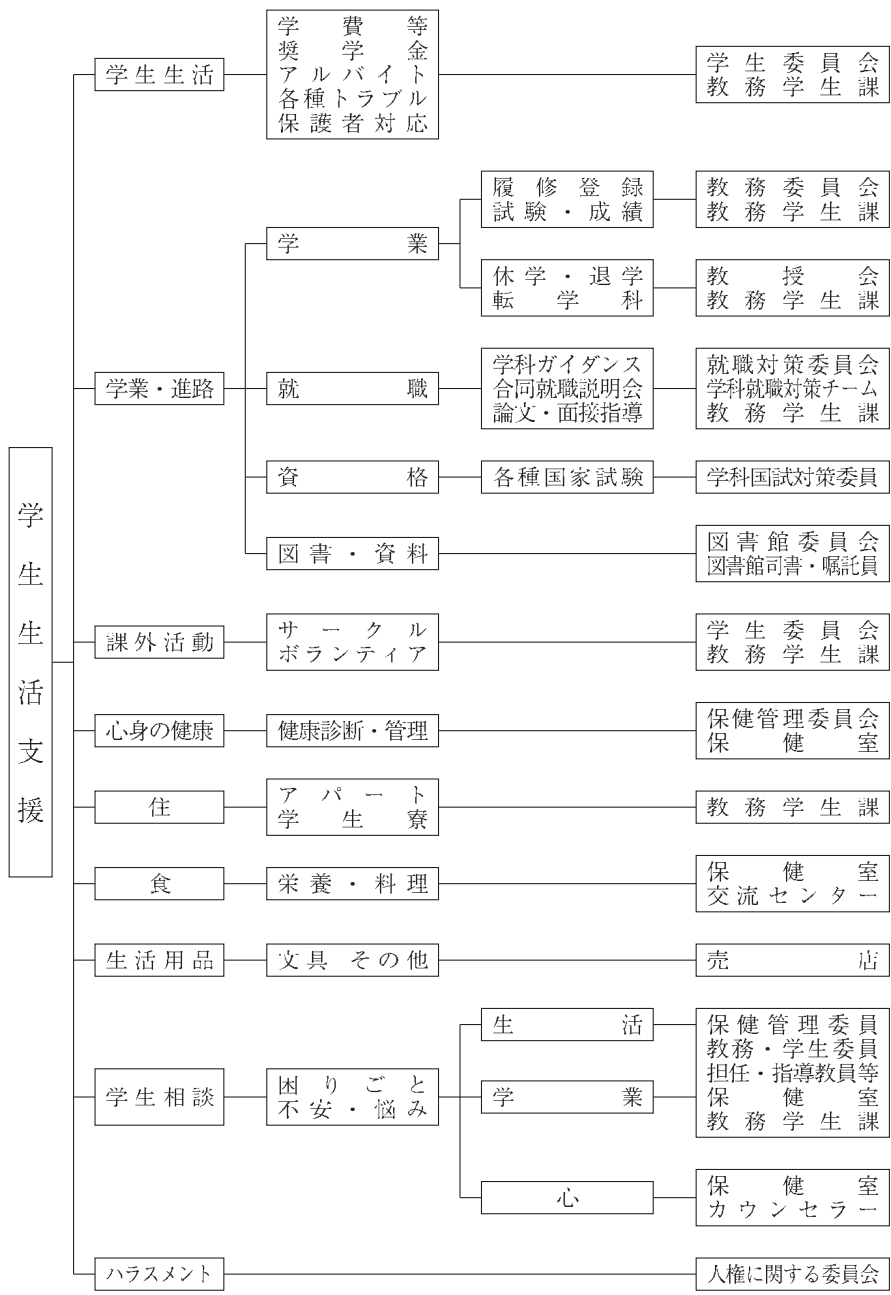 学生生活支援
学生生活
学費等
奨学金
アルバイト
各種トラブル
保護者対応
学生委員会
教務学生課
学業・進路
学業
履修登録
試験・成績
教務委員会
教務学生課
休学・退学
転学科
教授会
教務学生課
就職
学科ガイダンス
合同就職説明会
論文・面接指導
就職対策委員会
学科就職対策チーム
教務学生課
資格
各種国家試験
学科国試対策委員
図書・資料
図書館委員会
図書館司書・嘱託員
課外活動
サークル
ボランティア
学生委員会
教務学生課
心身の健康
健康診断・管理
保健管理委員会
保健室
住
アパート
学生寮
教務学生課
食
栄養・料理
保健室
交流センター
生活用品
文具 その他
売店
学生相談
困りごと
不安・悩み
生活
学業
保健管理委員
教務・学生委員
担任・指導教員等
保健室
教務学生課
心
保健室
カウンセラー
ハラスメント
人権に関する委員会